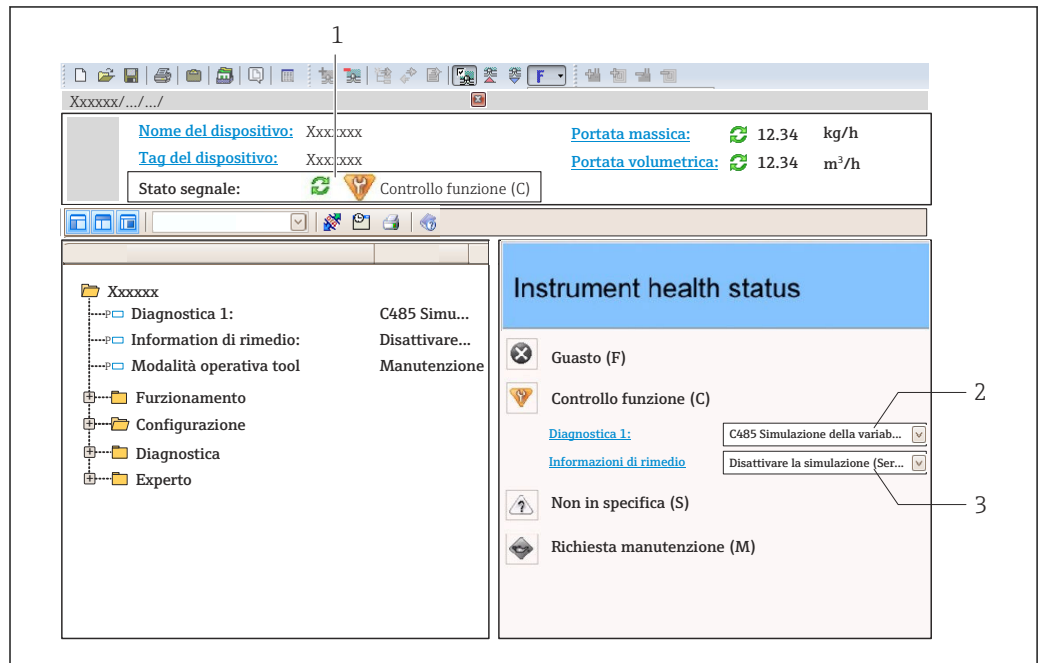 1
F
Xxxxxx/.../.../
Nome del dispositivo: Xxxxxxx Portata massica: 12.34 kg/h
Tag del dispositivo: Xxxxxxx Portata volumetrica: 12.34 m³/h
Stato segnale: Controllo funzione (C)
Xxxxxx
P Diagnostica 1: C485 Simu...
P Information di rimedio: Disattivare...
P Modalità operativa tool Manutenzione
Furzionamento
Configurazione
Diagnostica
Experto
Instrument health status
Guasto (F)
Controllo funzione (C)
2
Diagnostica 1: C485 Simulazione della variab...
Informazioni di rimedio Disattivare la simulazione (Ser...
Non in specifica (S)
3
Richiesta manutenzione (M)